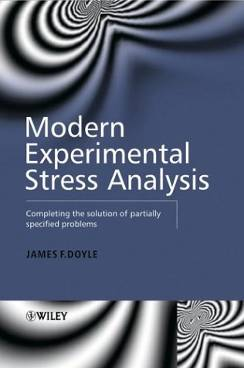 Modern
Experimental
Stress Analysis
Completing the solution of partially
specified problems
JAMES F. DOYLE
WILEY